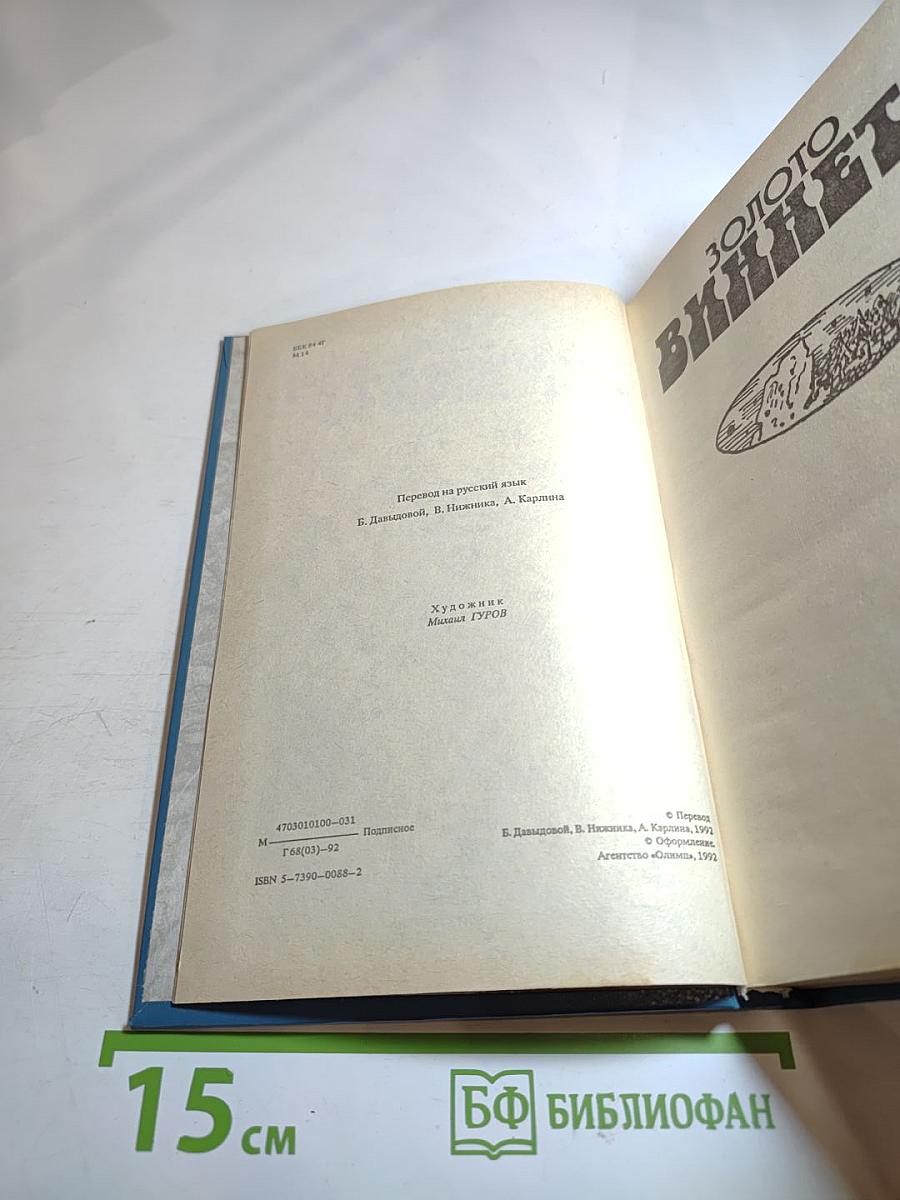 ББК 84 4Г
М 14
Перевод на русский язык
Б. Давыдовой, В. Нижника, А. Карлина
Художник
Михаил ГУРОВ
4703010100—031
М Подписное
Г 68(03)—92
ISBN 5—7390—0088—2
© Перевод
Б. Давыдовой, В. Нижника, А. Карлина, 1992
© Оформление.
Агентство «Олимп», 1992
ЗОЛОТО
ВИННЕТ
15 см
БФ БИБЛИОФАН